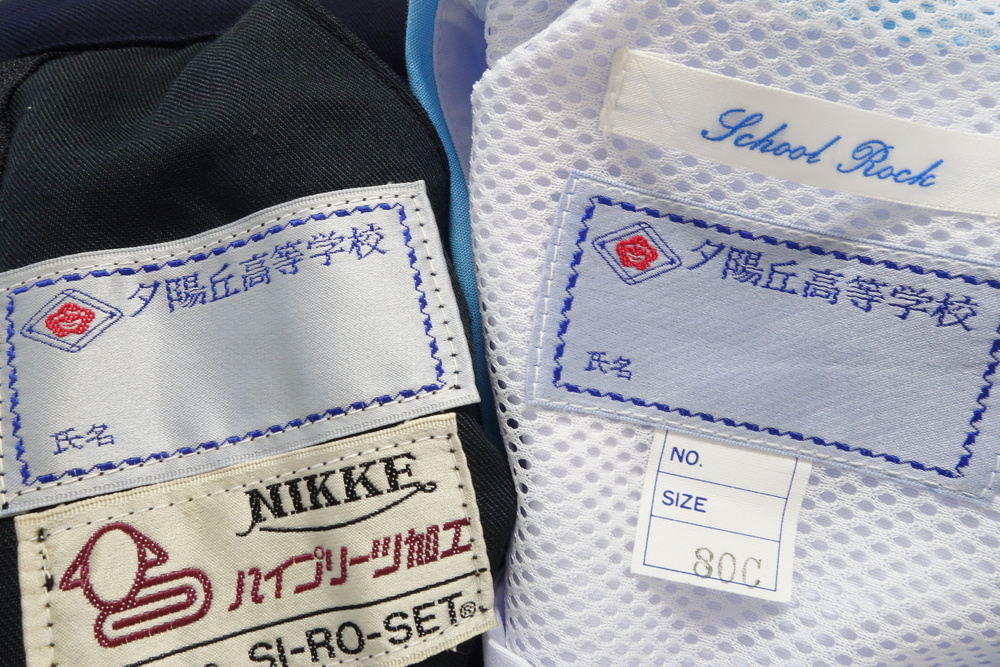 夕陽丘高等学校
氏名
NIKKE
ハイプリーツ加工
SI-RO-SET®
School Rock
夕陽丘高等学校
氏名
NO.
SIZE
80C